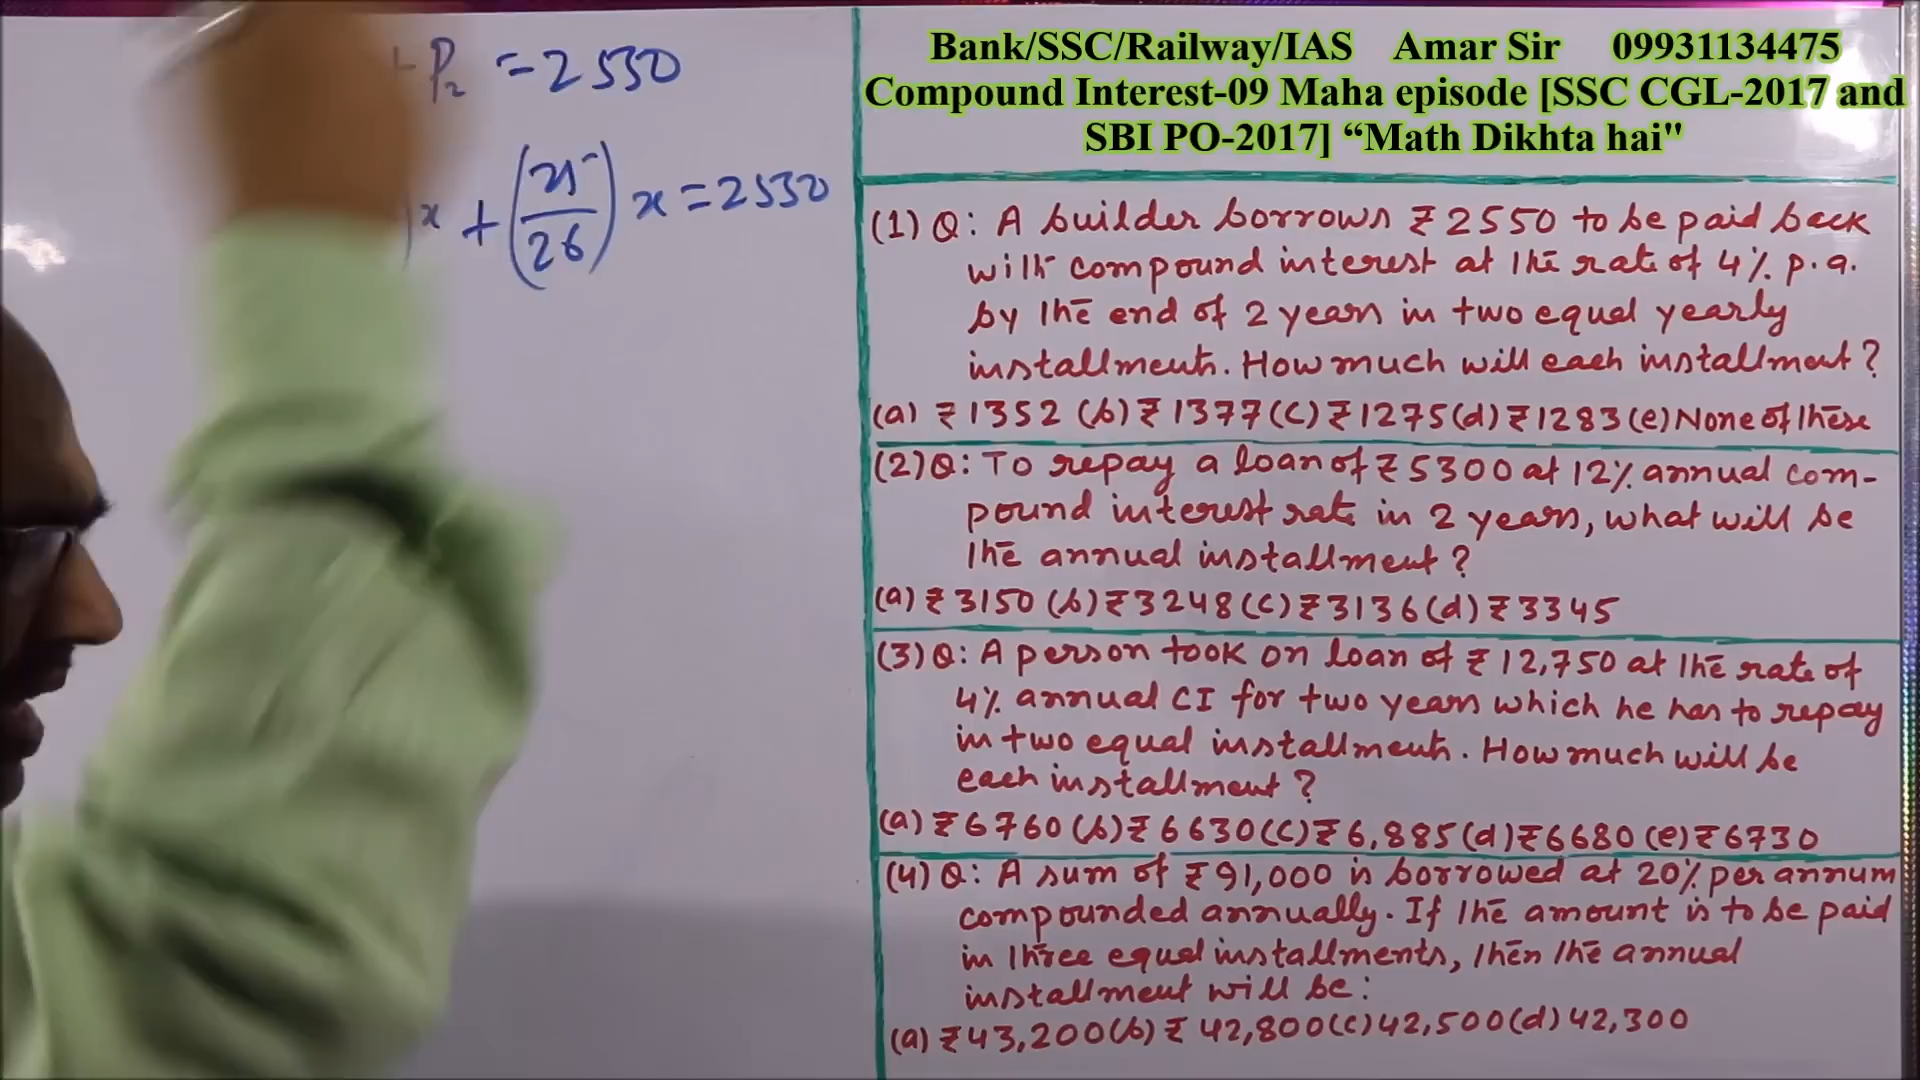 P₂ = 2550
x + (25/26) x = 2550
Bank/SSC/Railway/IAS Amar Sir 09931134475
Compound Interest-09 Maha episode [SSC CGL-2017 and
SBI PO-2017] “Math Dikhta hai"
(1) Q: A builder borrows ₹2550 to be paid back
with compound interest at the rate of 4% p.a.
by the end of 2 years in two equal yearly
installments. How much will each installment?
(a) ₹1352 (b) ₹1377 (c) ₹1275 (d) ₹1283 (e) None of these
(2) Q: To repay a loan of ₹5300 at 12% annual com-
pound interest rate in 2 years, what will be
the annual installment?
(a) ₹3150 (b) ₹3248 (c) ₹3136 (d) ₹3345
(3) Q: A person took on loan of ₹12,750 at the rate of
4% annual CI for two years which he has to repay
in two equal installments. How much will be
each installment?
(a) ₹6760 (b) ₹6630 (c) ₹6,885 (d) ₹6680 (e) ₹6730
(4) Q: A sum of ₹91,000 is borrowed at 20% per annum
compounded annually. If the amount is to be paid
in three equal installments, then the annual
installment will be:
(a) ₹43,200 (b) ₹42,800 (c) 42,500 (d) 42,300